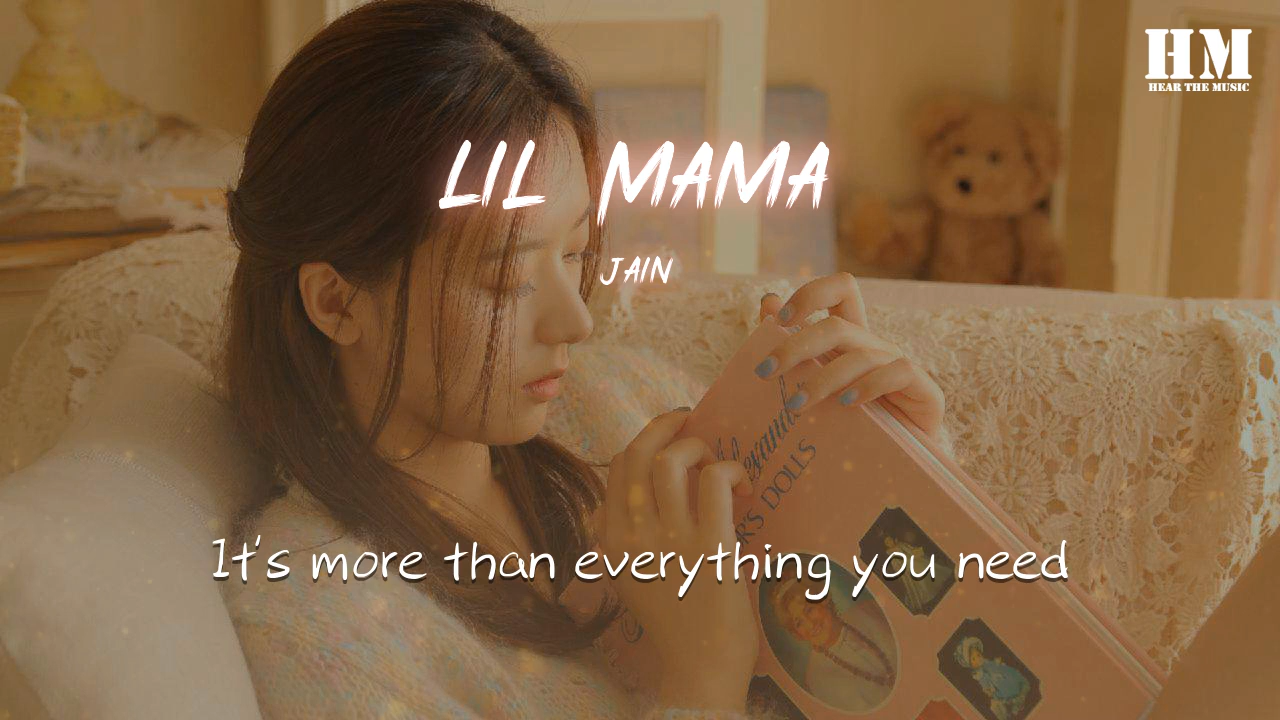 HM
HEAR THE MUSIC
LIL MAMA
JAIN
It's more than everything you need
DOLLS